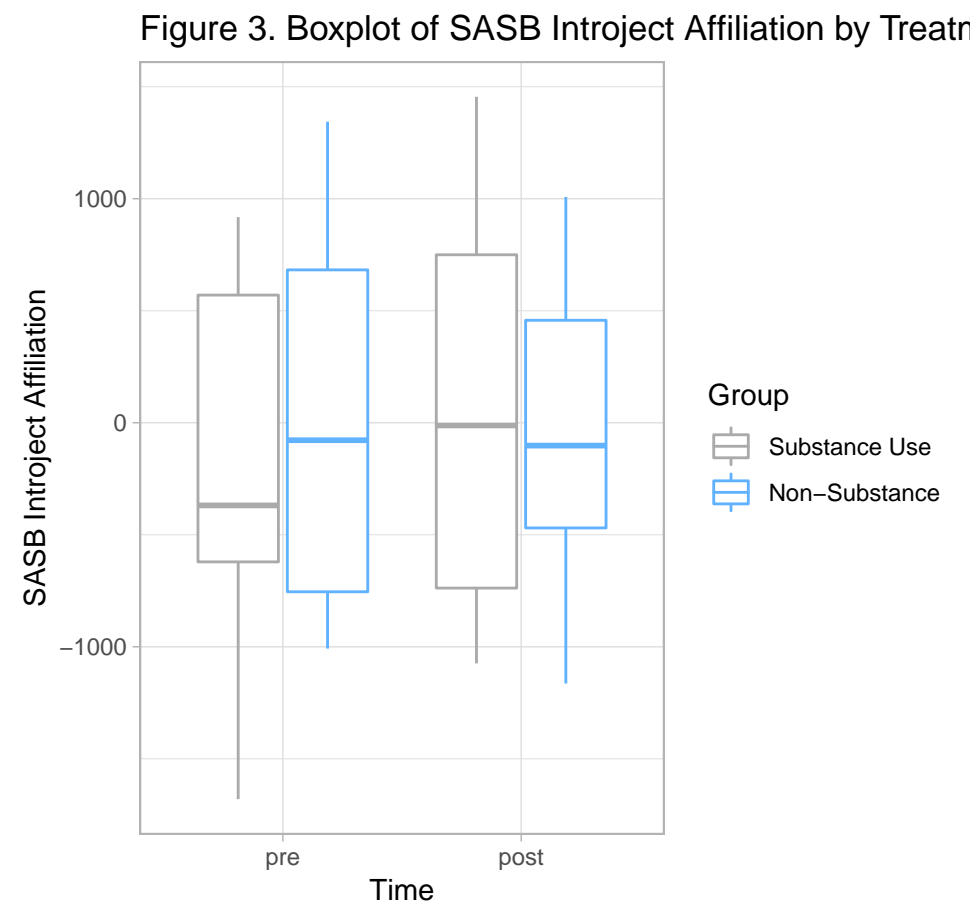 Figure 3. Boxplot of SASB Introject Affiliation by
SASB Introject Affiliation
1000
0
−1000
pre
post
Time
Group
Substance Use
Non−Substance